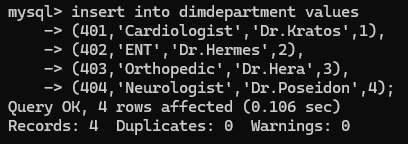 mysql> insert into dimdepartment values
    -> (401,'Cardiologist','Dr.Kratos',1),
    -> (402,'ENT','Dr.Hermes',2),
    -> (403,'Orthopedic','Dr.Hera',3),
    -> (404,'Neurologist','Dr.Poseidon',4);
Query OK, 4 rows affected (0.106 sec)
Records: 4  Duplicates: 0  Warnings: 0